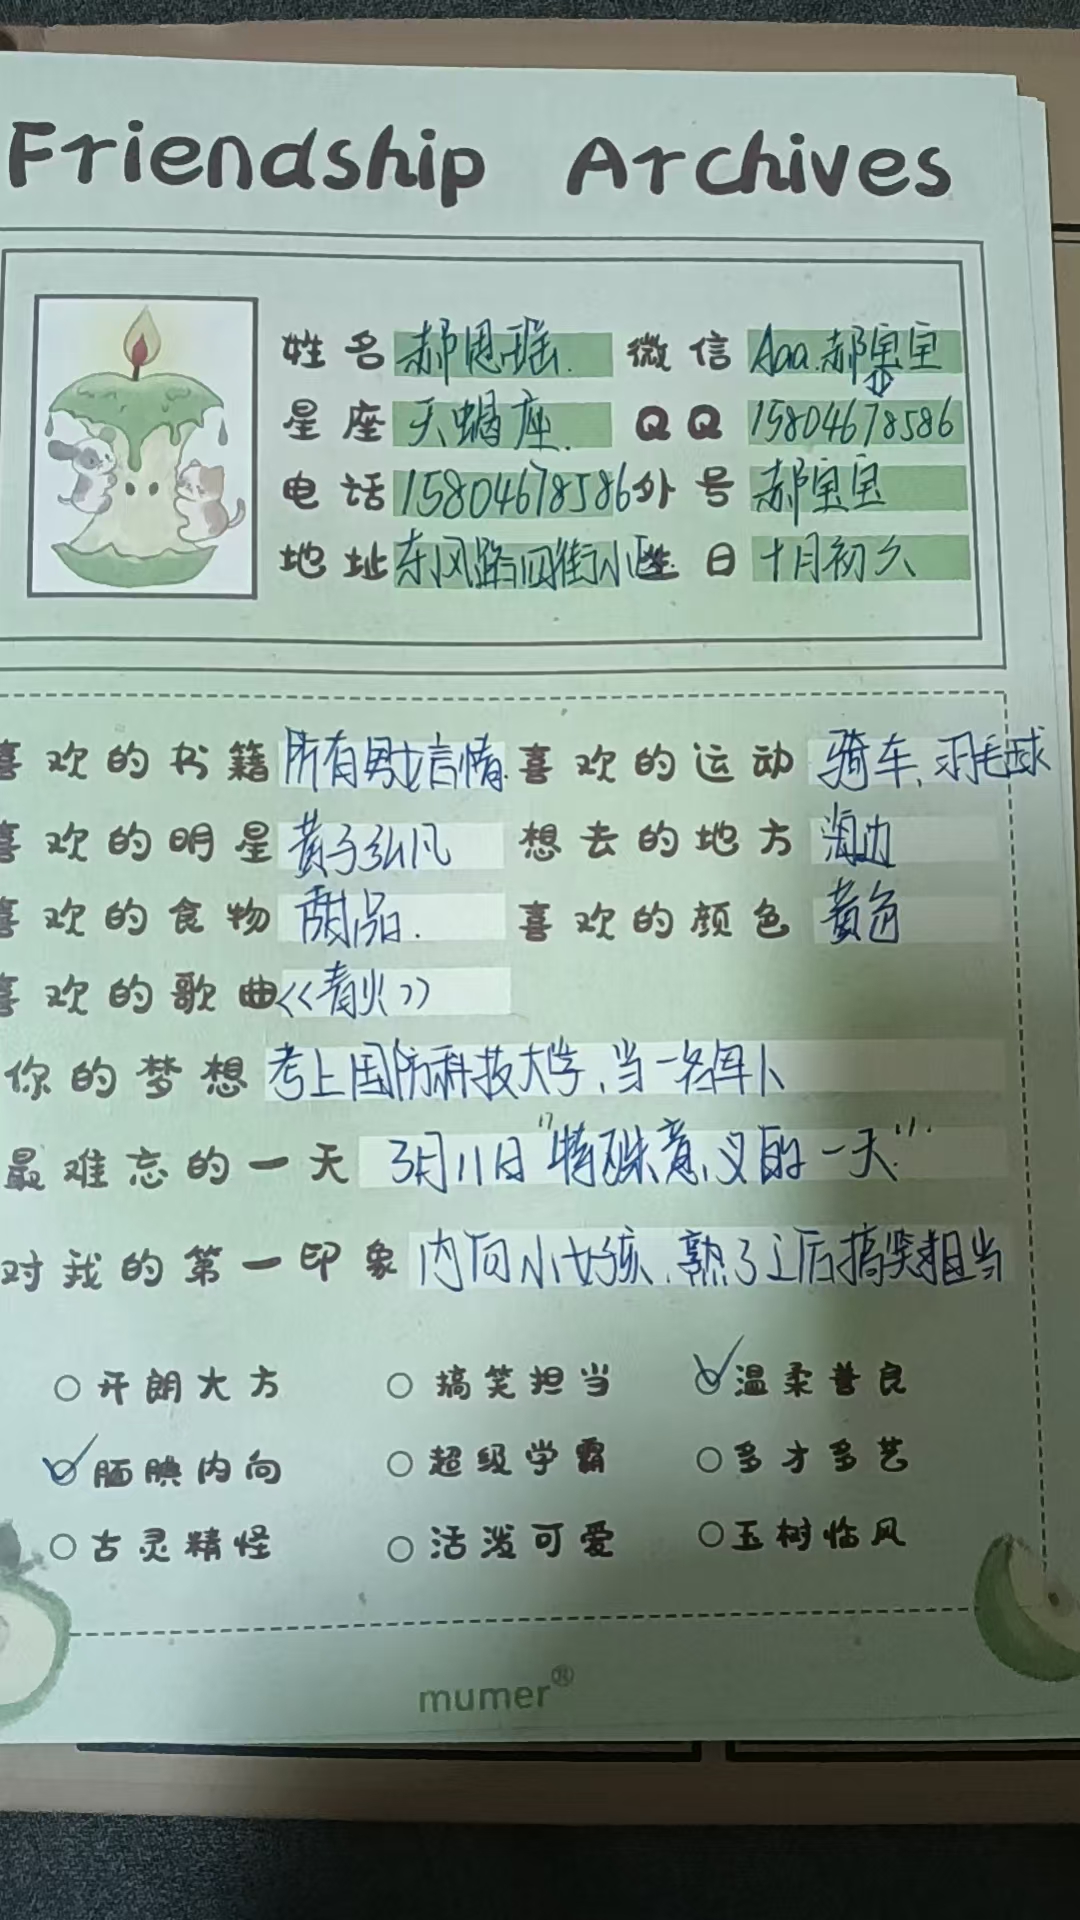 Friendship Archives
姓名 郝思瑶. 微信 Aaa.郝宝宝
星座 天蝎座. QQ 15804678586
电话 15804678586 外号 郝宝宝
地址 东风路四街小区 生日 十月初六
喜欢的书籍 所有男女言情. 喜欢的运动 骑车、羽毛球
喜欢的明星 黄子弘凡 想去的地方 海边
喜欢的食物 甜品. 喜欢的颜色 黄色
喜欢的歌曲 <<青火>>
你的梦想 考上国防科技大学、当一名军人
最难忘的一天 3月11日"特殊意义的一天."
对我的第一印象 内向小女孩、熟了之后搞笑担当
开朗大方 搞笑担当 温柔善良
腼腆内向 超级学霸 多才多艺
古灵精怪 活泼可爱 玉树临风
mumer®